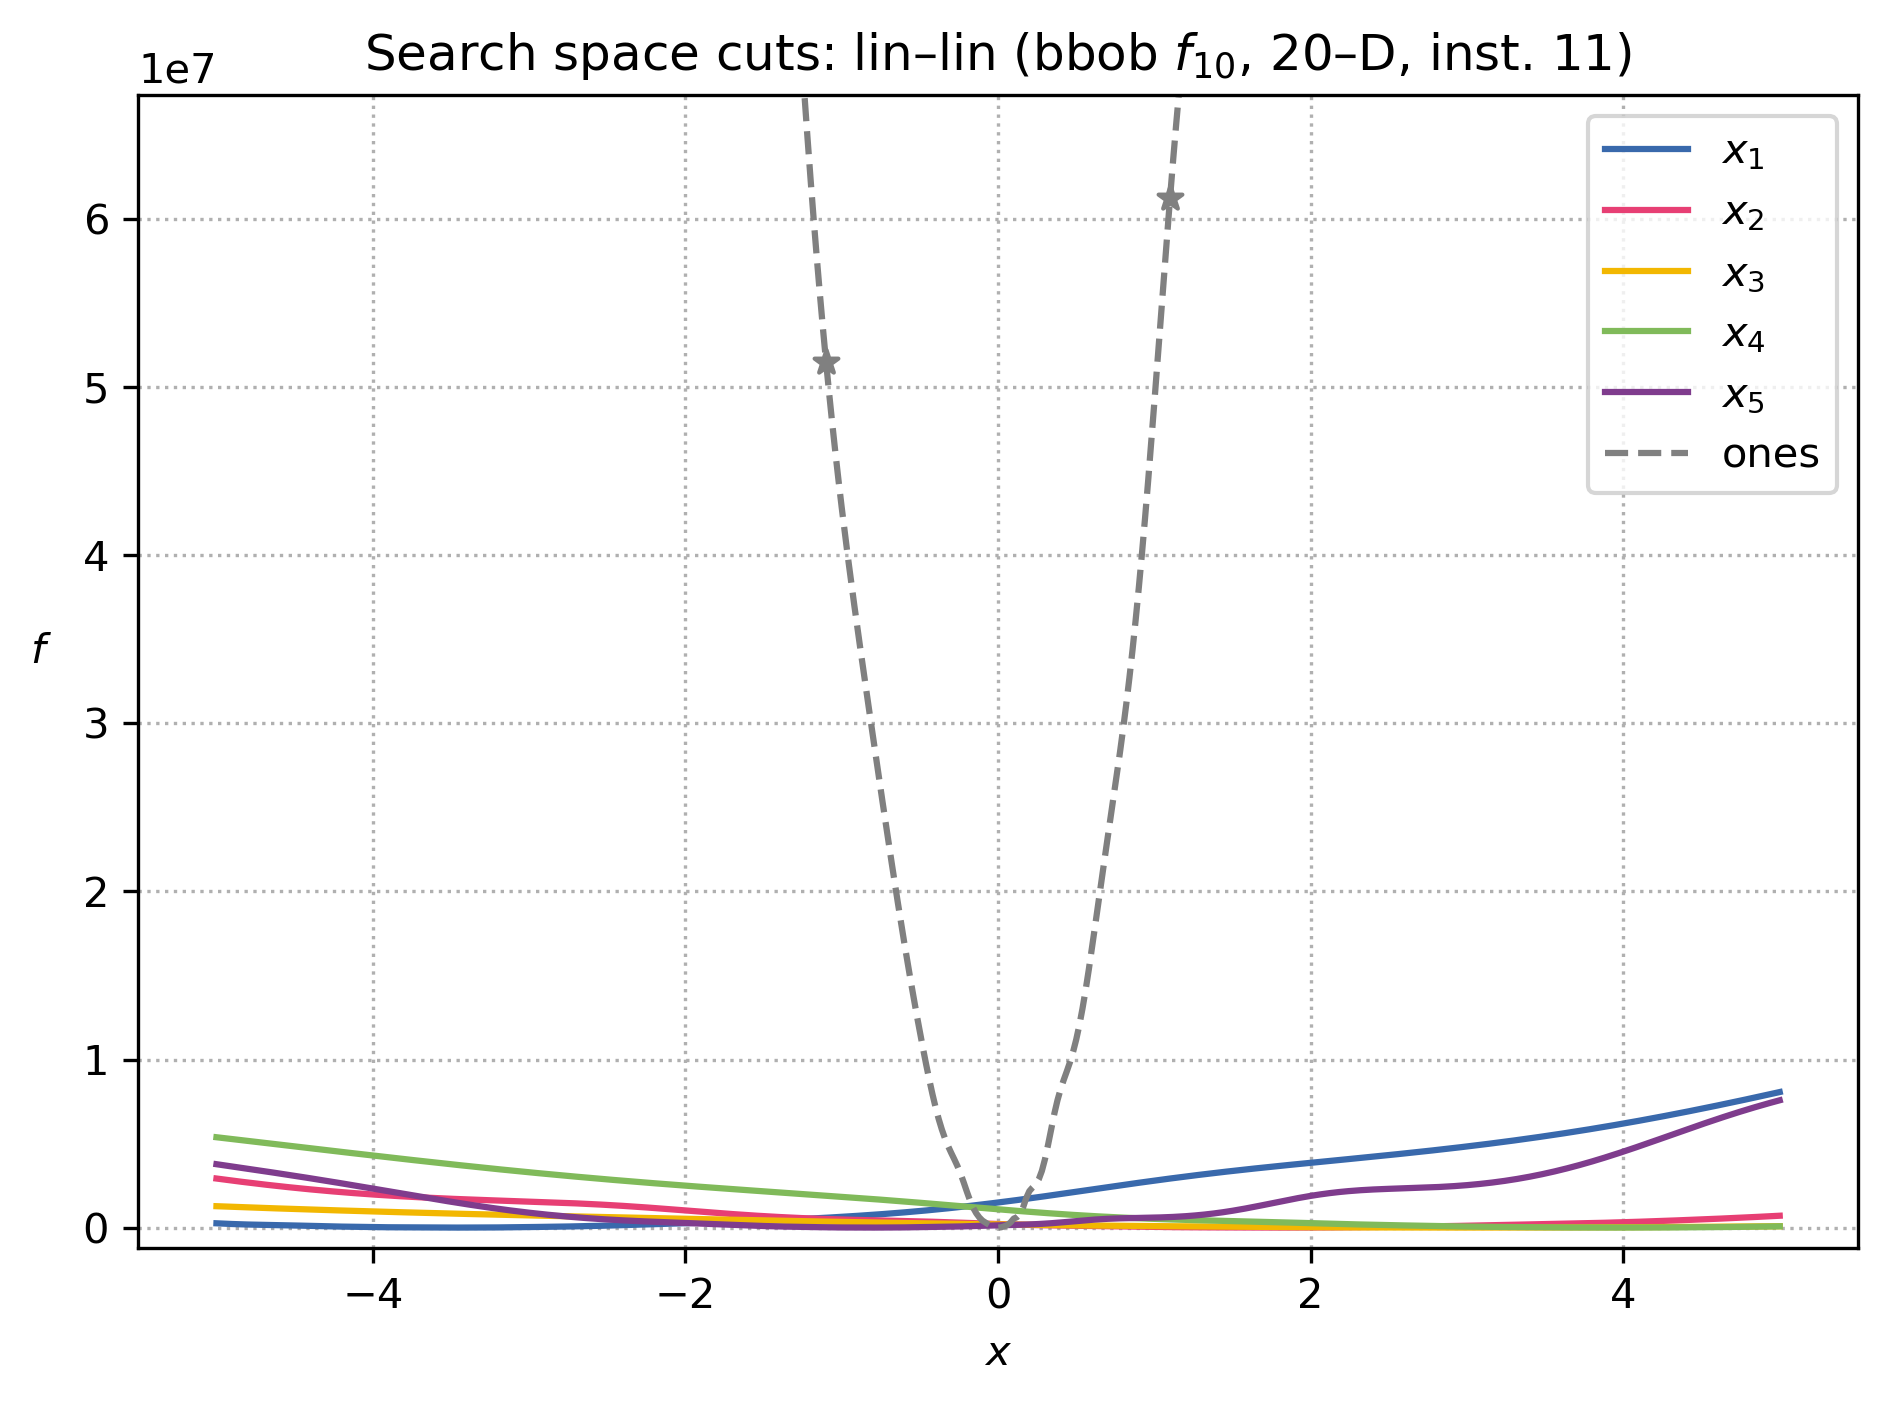 Search space cuts: lin–lin (bbob f₁₀, 20–D, inst. 11)
1e7
6
5
4
3
2
1
0
f
−4
−2
0
2
4
x
x₁
x₂
x₃
x₄
x₅
ones